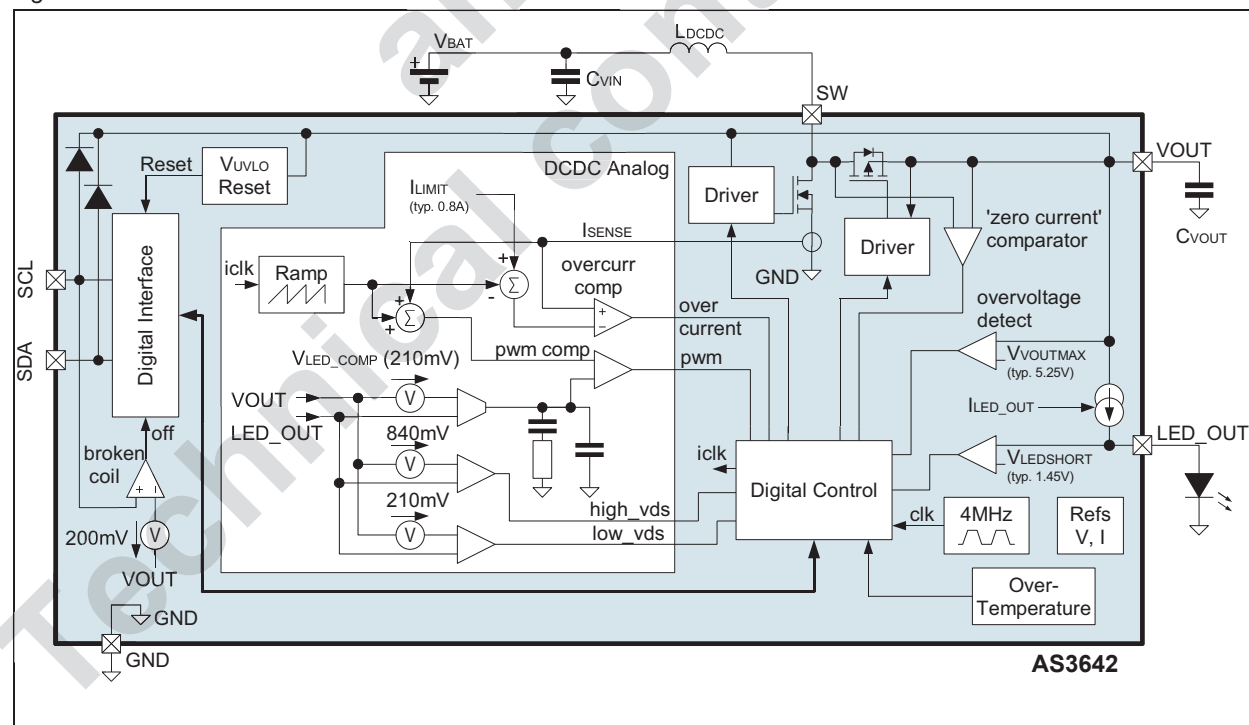 LDCDC
VBAT
CVIN
SW
VOUT
CVOUT
Reset
VUVLO
Reset
DCDC Analog
ILIMIT
(typ. 0.8A)
Driver
ISENSE
GND
Driver
'zero current'
comparator
SCL
SDA
Digital Interface
iclk
Ramp
+
-
Σ
+
+
Σ
overcurr
comp
+
−
over
current
overvoltage
detect
VVOUTMAX
(typ. 5.25V)
VLED_COMP (210mV)
pwm comp
pwm
VOUT
LED_OUT
V
ILED_OUT
LED_OUT
off
broken
coil
+
−
840mV
V
iclk
Digital Control
VLEDSHORT
(typ. 1.45V)
210mV
V
high_vds
low_vds
clk
4MHz
Refs
V, I
200mV
V
VOUT
Over-
Temperature
GND
GND
AS3642
Technical